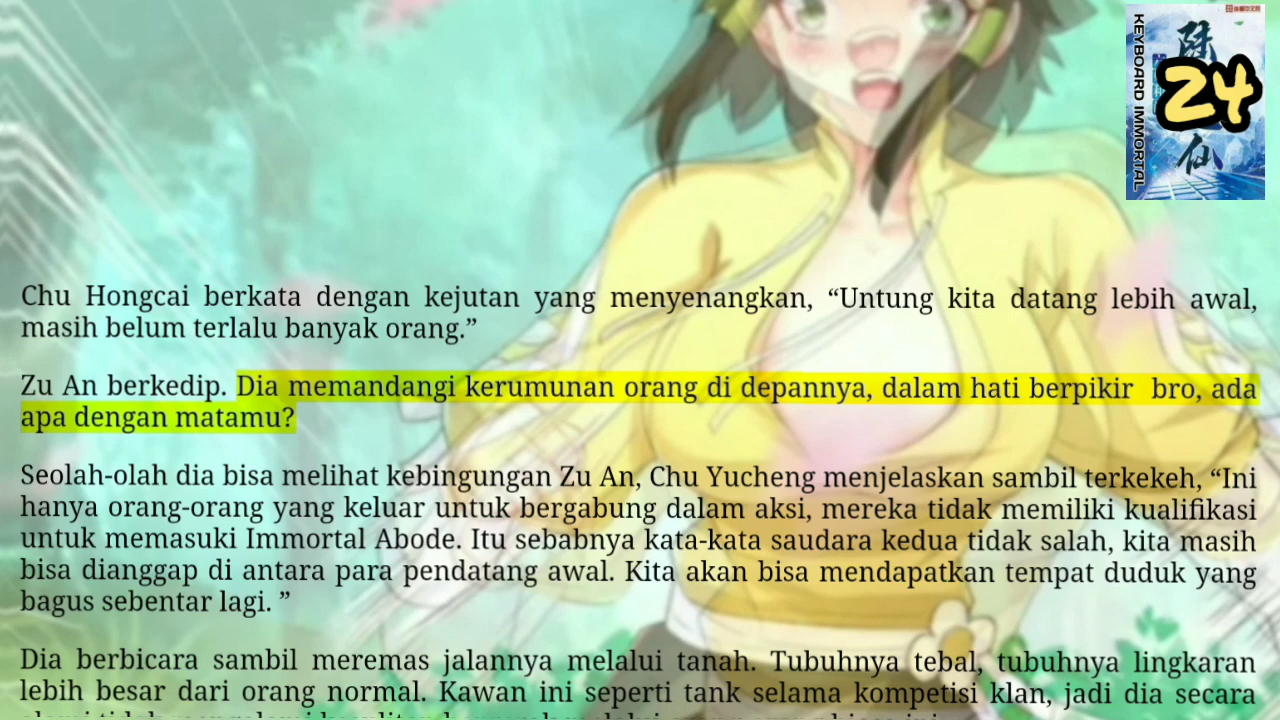 陆
仙
KEYBOARD IMMORTAL
24
Chu Hongcai berkata dengan kejutan yang menyenangkan, “Untung kita datang lebih awal,
masih belum terlalu banyak orang.”
Zu An berkedip. Dia memandangi kerumunan orang di depannya, dalam hati berpikir bro, ada
apa dengan matamu?
Seolah-olah dia bisa melihat kebingungan Zu An, Chu Yucheng menjelaskan sambil terkekeh, “Ini
hanya orang-orang yang keluar untuk bergabung dalam aksi, mereka tidak memiliki kualifikasi
untuk memasuki Immortal Abode. Itu sebabnya kata-kata saudara kedua tidak salah, kita masih
bisa dianggap di antara para pendatang awal. Kita akan bisa mendapatkan tempat duduk yang
bagus sebentar lagi. ”
Dia berbicara sambil meremas jalannya melalui tanah. Tubuhnya tebal, tubuhnya lingkaran
lebih besar dari orang normal. Kawan ini seperti tank selama kompetisi klan, jadi dia secara